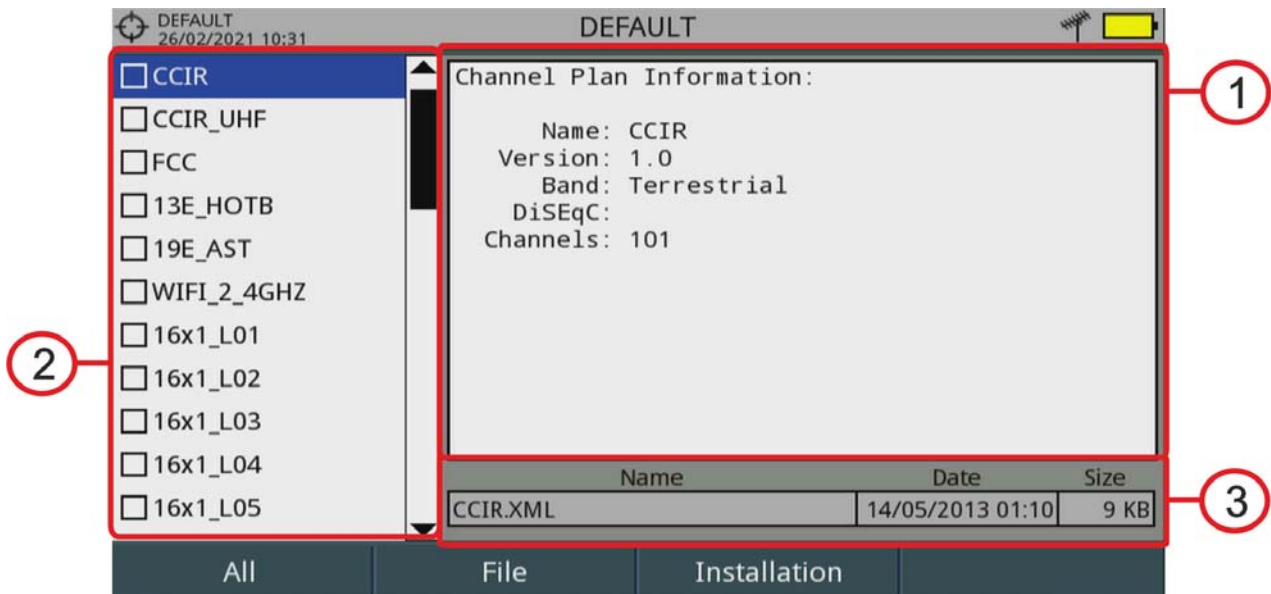 DEFAULT
26/02/2021 10:31
DEFAULT
CCIR
CCIR_UHF
FCC
13E_HOTB
19E_AST
WIFI_2_4GHZ
16x1_L01
16x1_L02
16x1_L03
16x1_L04
16x1_L05
Channel Plan Information:
Name: CCIR
Version: 1.0
Band: Terrestrial
DiSEqC:
Channels: 101
Name Date Size
CCIR.XML 14/05/2013 01:10 9 KB
All File Installation
1
2
3